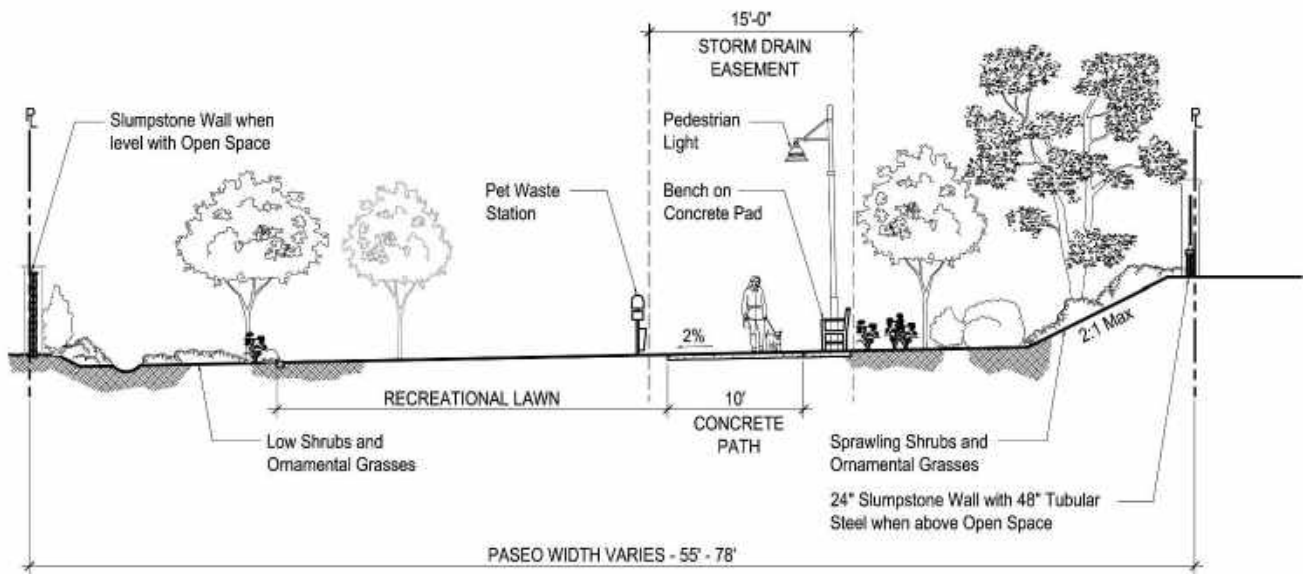 15'-0"
STORM DRAIN
EASEMENT
PL
Slumpstone Wall when
level with Open Space
Pedestrian
Light
PL
Pet Waste
Station
Bench on
Concrete Pad
2%
2:1 Max
RECREATIONAL LAWN
10'
CONCRETE
PATH
Low Shrubs and
Ornamental Grasses
Sprawling Shrubs and
Ornamental Grasses
24" Slumpstone Wall with 48" Tubular
Steel when above Open Space
PASEO WIDTH VARIES - 55' - 78'